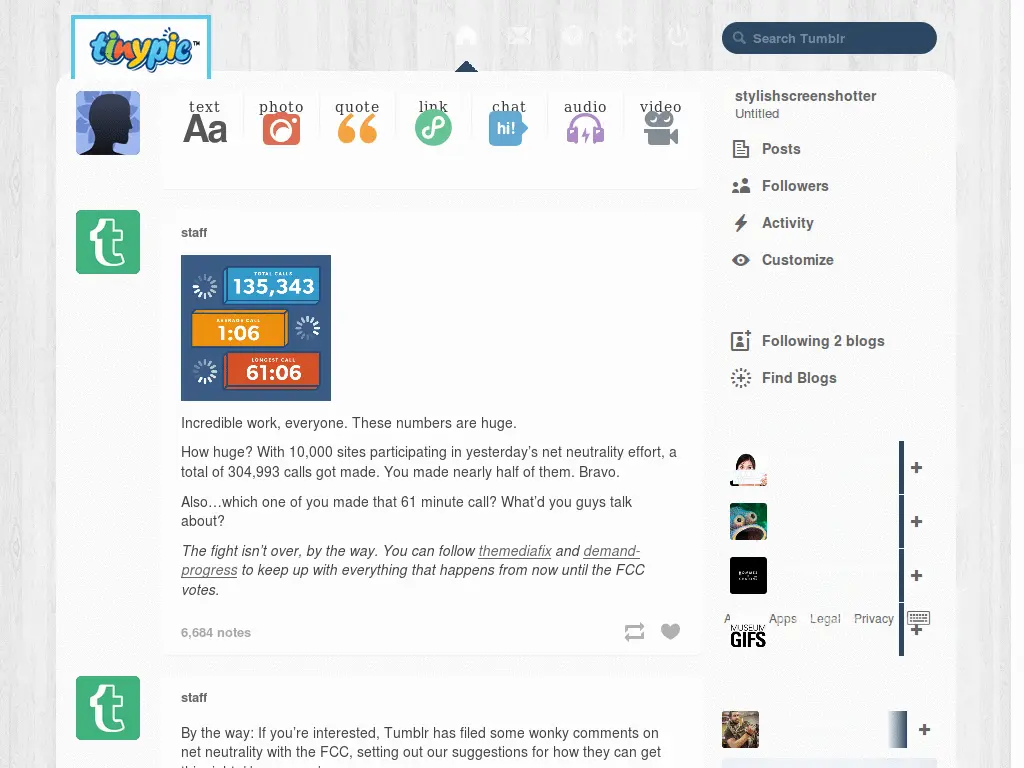 tinypic™
Search Tumblr
text photo quote link chat audio video
Aa
hi!
stylishscreenshotter
Untitled
Posts
Followers
Activity
Customize
Following 2 blogs
Find Blogs
staff
TOTAL CALLS
135,343
AVERAGE CALL
1:06
LONGEST CALL
61:06
Incredible work, everyone. These numbers are huge.
How huge? With 10,000 sites participating in yesterday's net neutrality effort, a
total of 304,993 calls got made. You made nearly half of them. Bravo.
Also…which one of you made that 61 minute call? What'd you guys talk
about?
The fight isn't over, by the way. You can follow themediafix and demand-
progress to keep up with everything that happens from now until the FCC
votes.
6,684 notes
Apps Legal Privacy
MUSEUM
GIFS
staff
By the way: If you're interested, Tumblr has filed some wonky comments on
net neutrality with the FCC, setting out our suggestions for how they can get